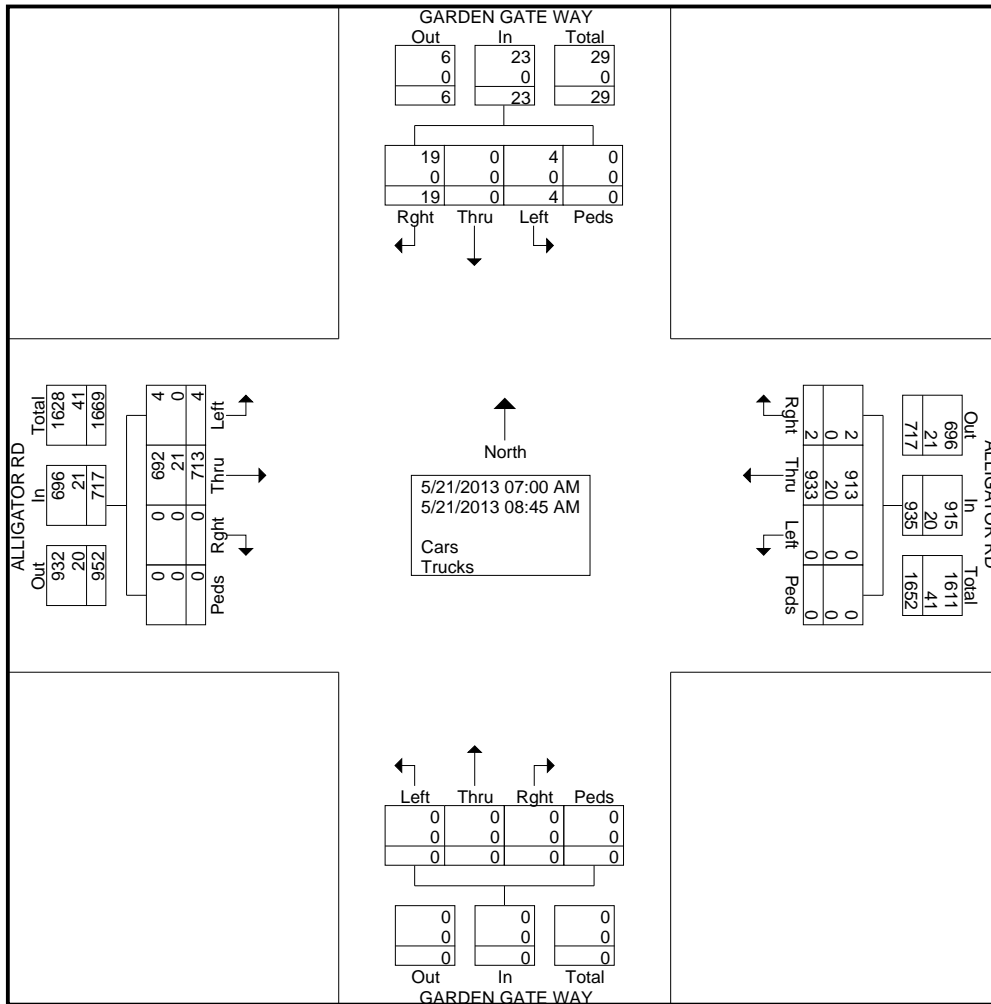 GARDEN GATE WAY
Out In Total
6 23 29
0 0 0
6 23 29
19 0 4 0
0 0 0 0
19 0 4 0
Rght Thru Left Peds
ALLIGATOR RD
Out In Total
932 696 1628
20 21 41
952 717 1669
Left Thru Rght Peds
4 692 0 0
0 21 0 0
4 713 0 0
North
5/21/2013 07:00 AM
5/21/2013 08:45 AM
Cars
Trucks
Rght Thru Left Peds
2 913 0 0
0 20 0 0
2 933 0 0
ALLIGATOR RD
Out In Total
696 915 1611
21 20 41
717 935 1652
Left Thru Rght Peds
0 0 0 0
0 0 0 0
0 0 0 0
0 0 0
0 0 0
0 0 0
Out In Total
GARDEN GATE WAY